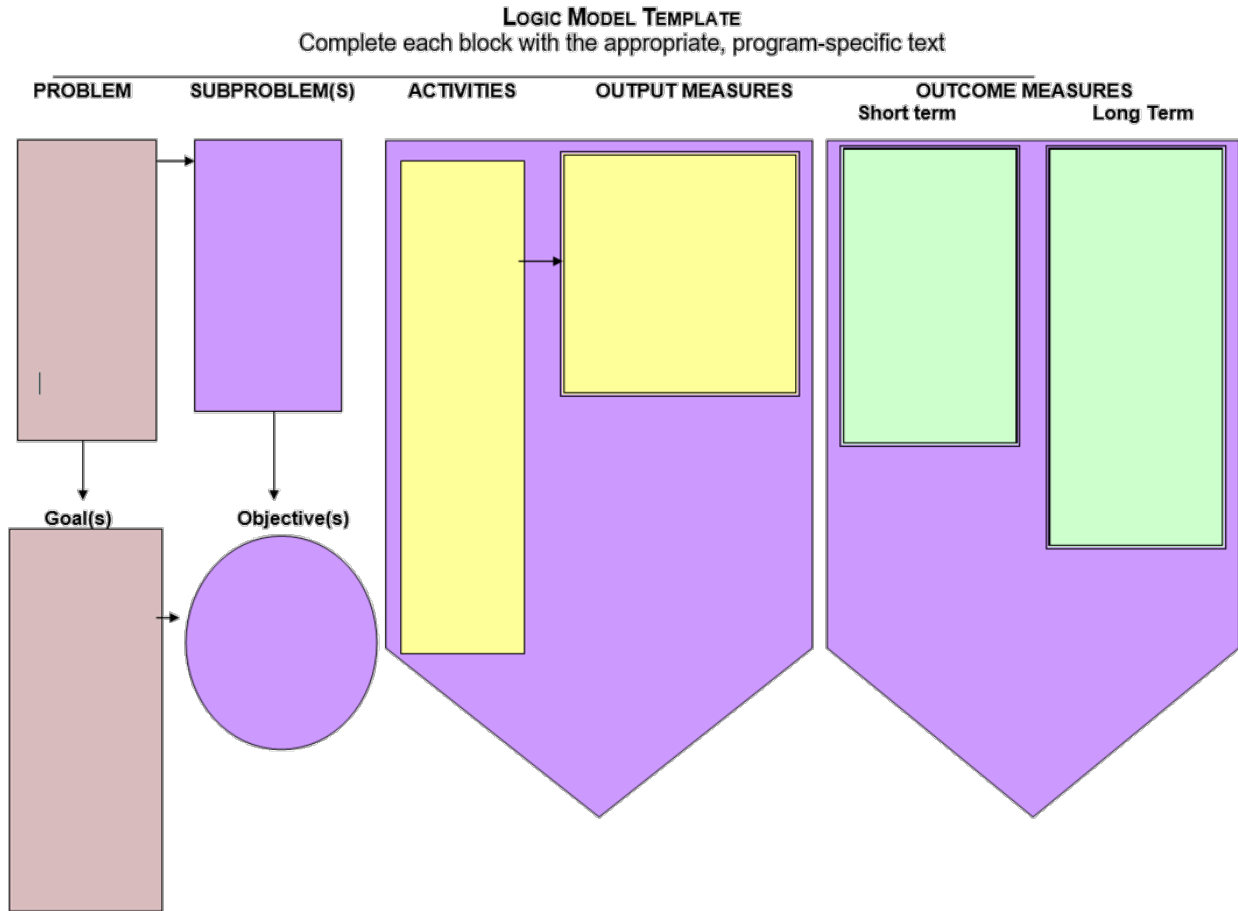 LOGIC MODEL TEMPLATE
Complete each block with the appropriate, program-specific text
PROBLEM SUBPROBLEM(S) ACTIVITIES OUTPUT MEASURES OUTCOME MEASURES
Short term Long Term
Goal(s) Objective(s)